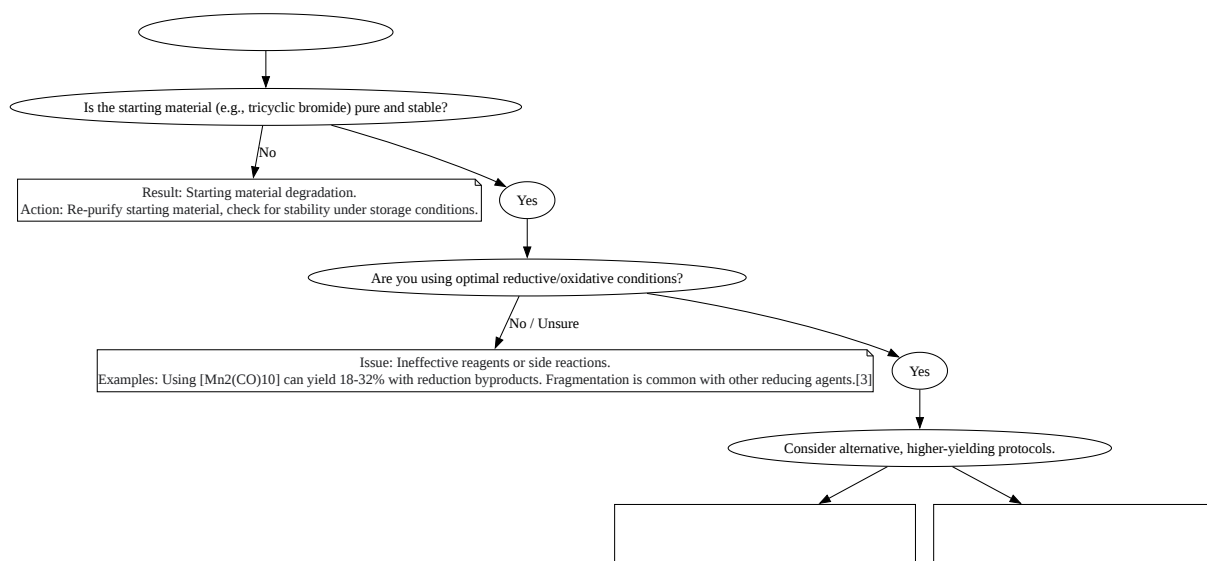 Is the starting material (e.g., tricyclic bromide) pure and stable?
No
Result: Starting material degradation.
Action: Re-purify starting material, check for stability under storage conditions.
Yes
Are you using optimal reductive/oxidative conditions?
No / Unsure
Issue: Ineffective reagents or side reactions.
Examples: Using [Mn2(CO)10] can yield 18-32% with reduction byproducts. Fragmentation is common with other reducing agents.[3]
Yes
Consider alternative, higher-yielding protocols.